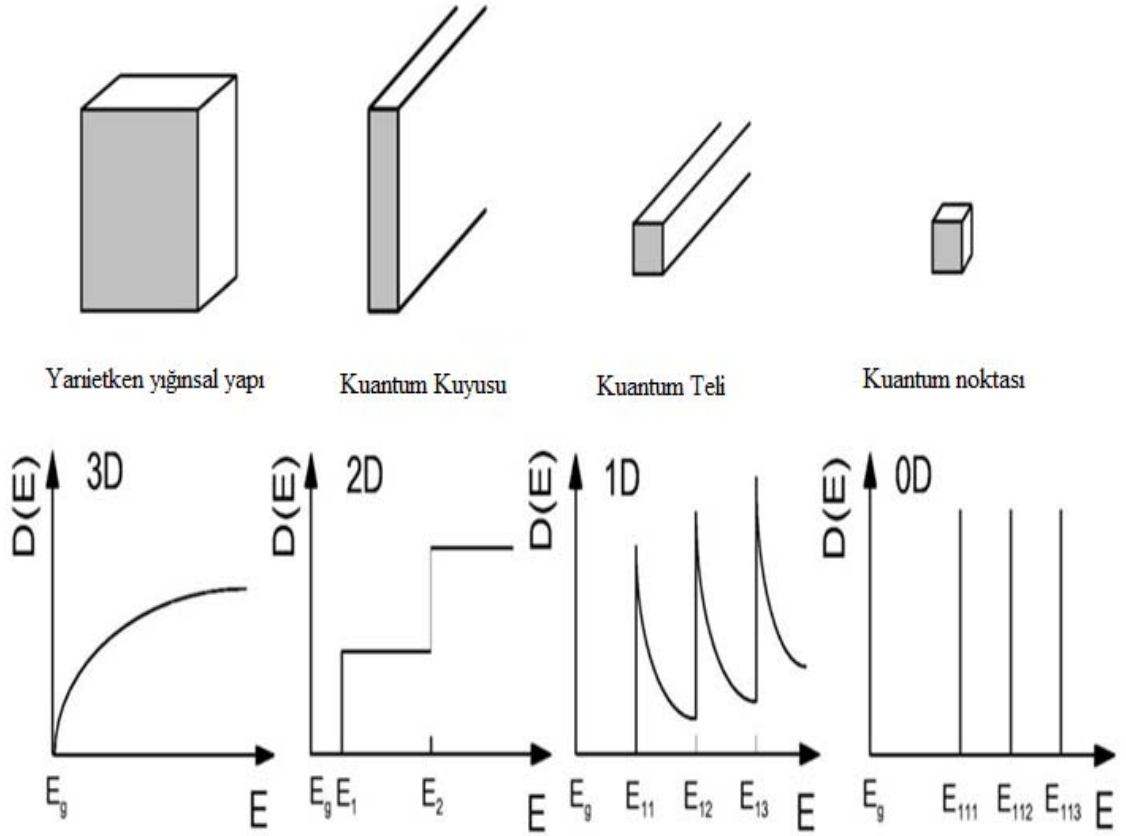 Yarıietken yığınsal yapı
Kuantum Kuyusu
Kuantum Teli
Kuantum noktası
D(E)
3D
E_g
E
D(E)
2D
E_g E_1 E_2
E
D(E)
1D
E_g E_11 E_12 E_13
E
D(E)
0D
E_g E_111 E_112 E_113
E